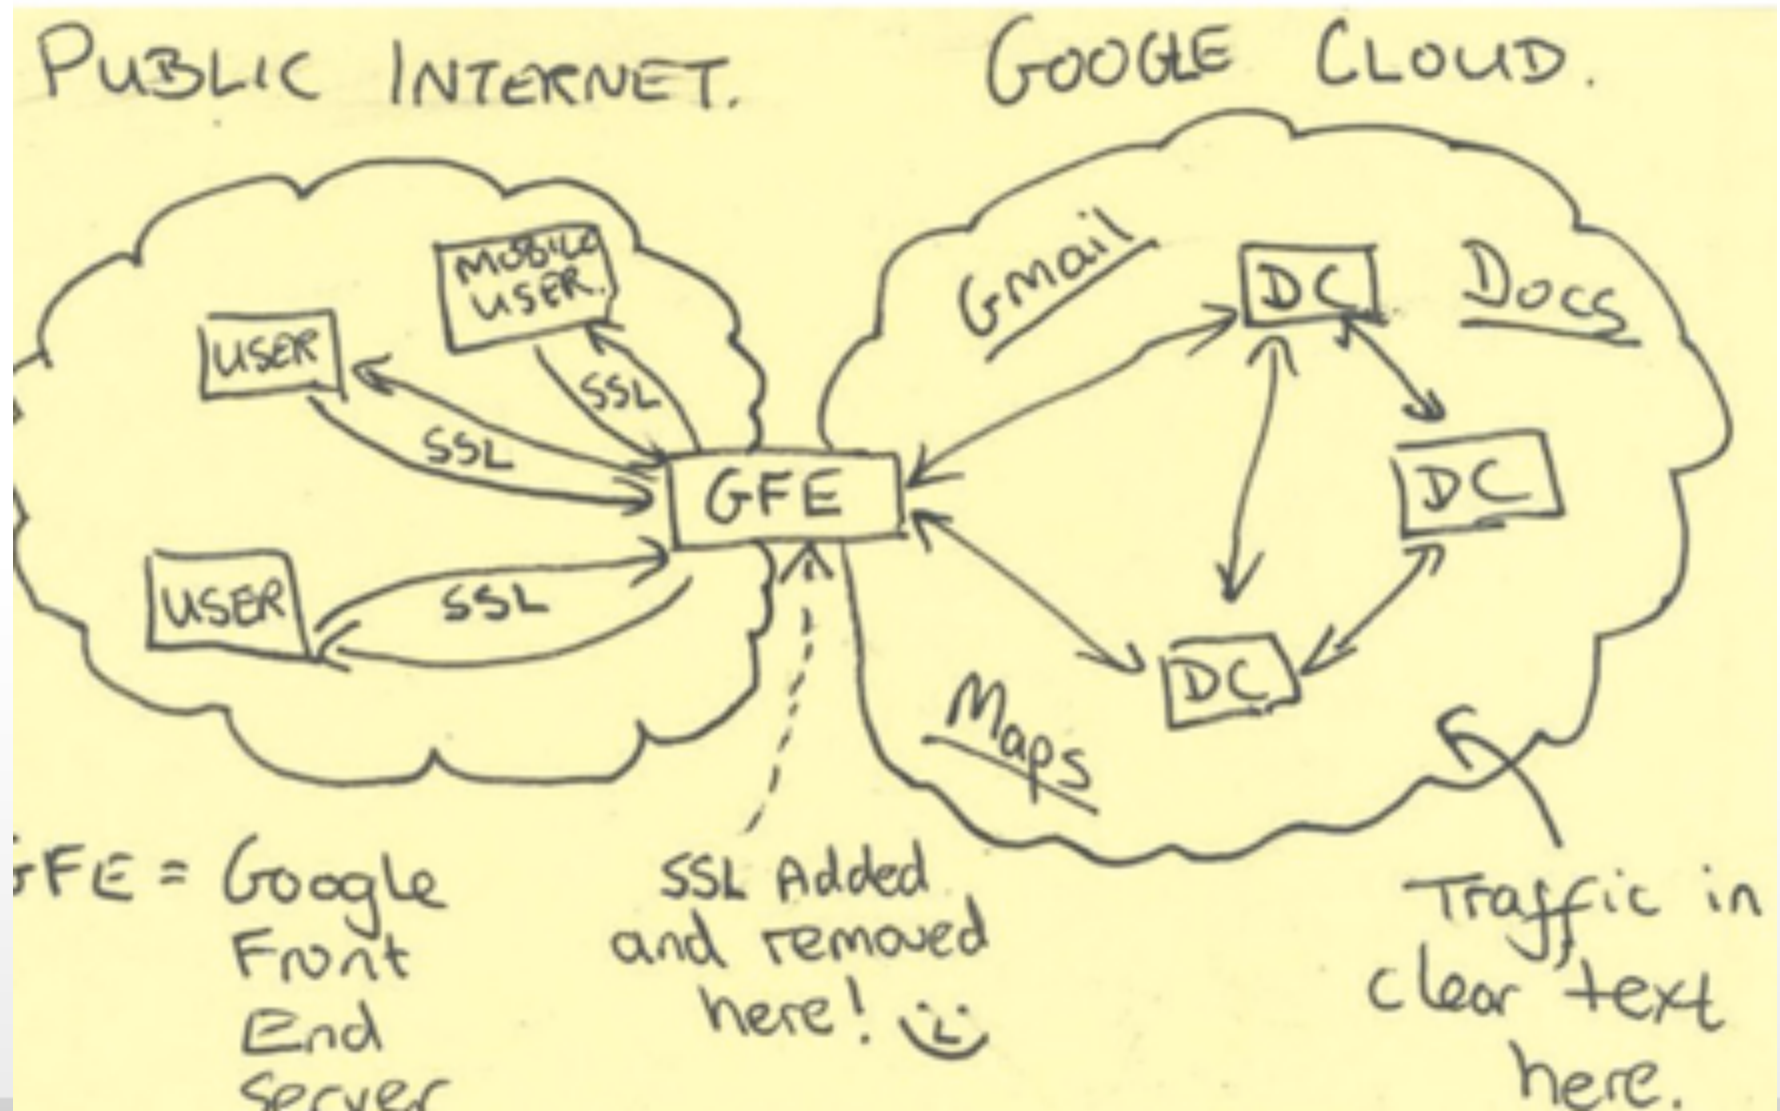 PUBLIC INTERNET.
GOOGLE CLOUD.
MOBILE
USER.
USER
SSL
SSL
USER
SSL
GFE
Gmail
DC
Docs
DC
DC
Maps
GFE = Google
Front
End
Server
SSL Added
and removed
here!
Traffic in
clear text
here.